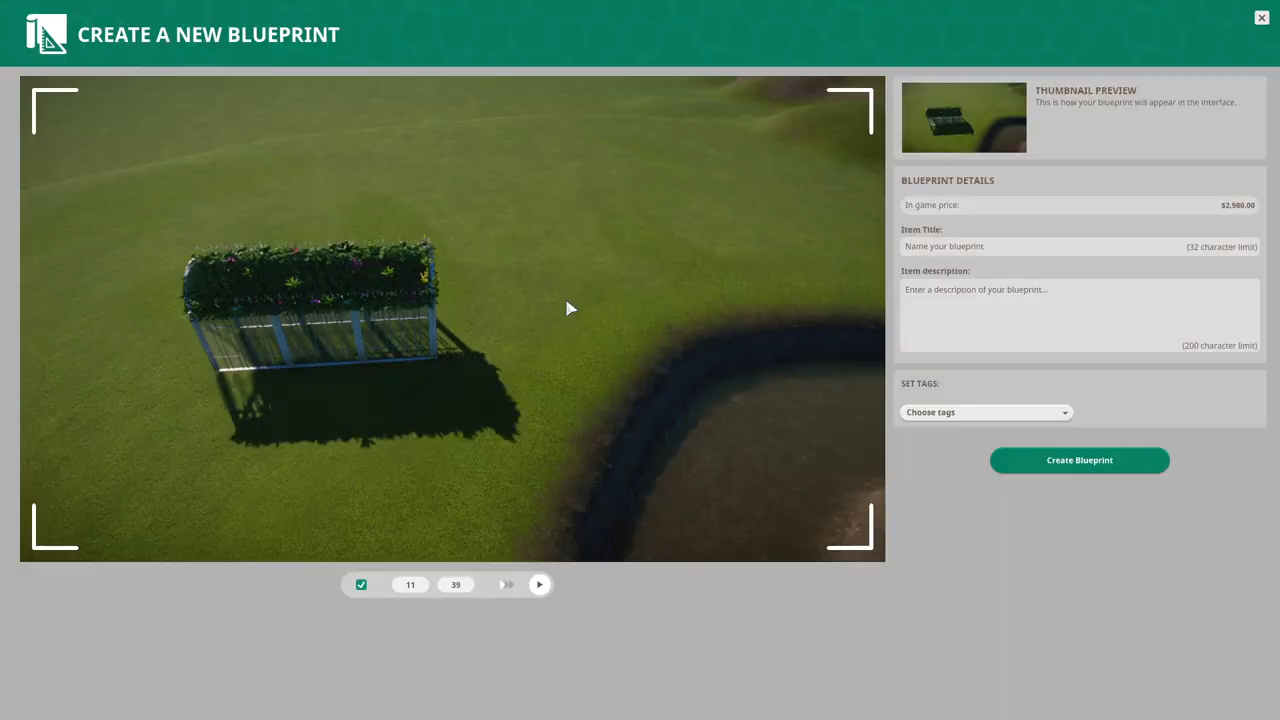 CREATE A NEW BLUEPRINT
THUMBNAIL PREVIEW
This is how your blueprint will appear in the interface.
BLUEPRINT DETAILS
In game price: $2,980.00
Item Title:
Name your blueprint (32 character limit)
Item description:
Enter a description of your blueprint...
(200 character limit)
SET TAGS:
Choose tags
Create Blueprint
11 39